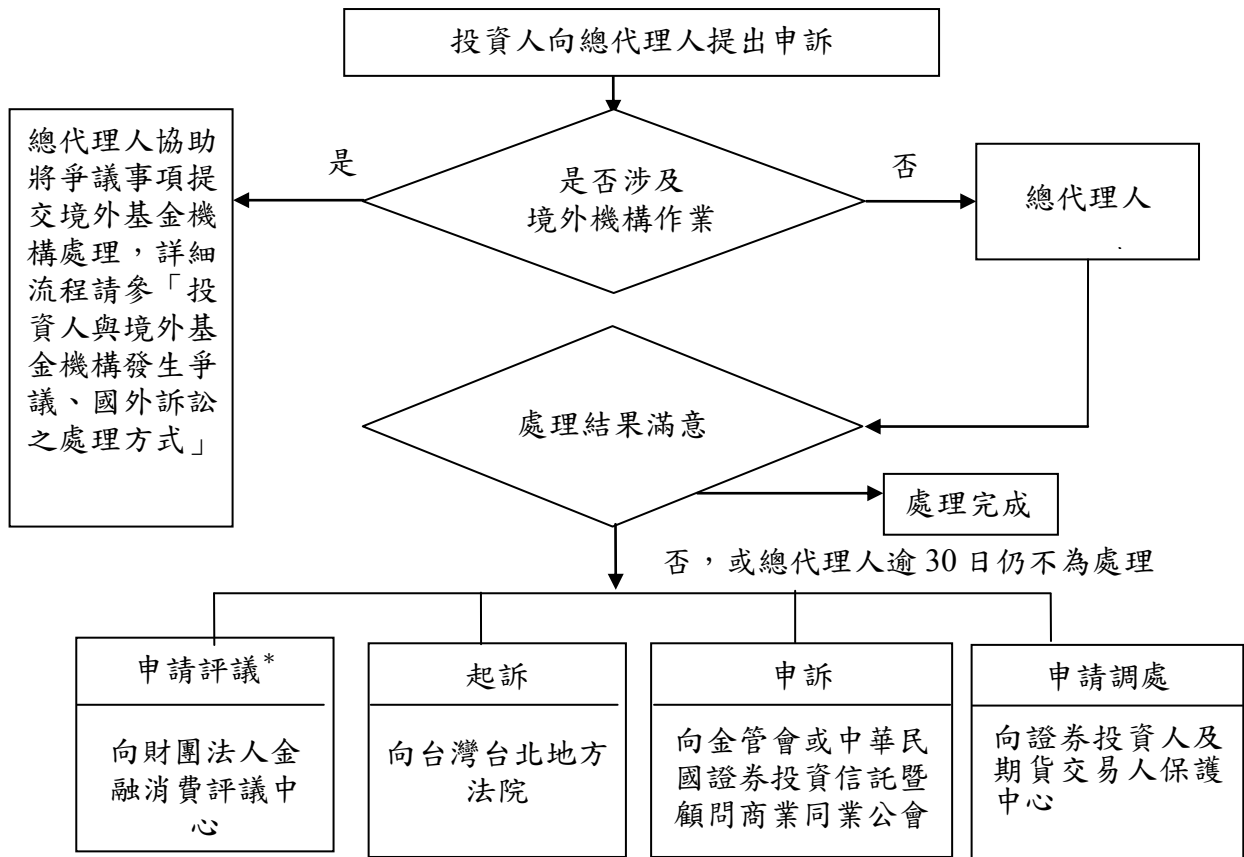 投資人向總代理人提出申訴
總代理人協助
將爭議事項提
交境外基金機
構處理，詳細
流程請參「投
資人與境外基
金機構發生爭
議、國外訴訟
之處理方式」
是
是否涉及
境外機構作業
否
總代理人
處理結果滿意
處理完成
否，或總代理人逾 30 日仍不為處理
申請評議*
向財團法人金
融消費評議中
心
起訴
向台灣台北地方
法院
申訴
向金管會或中華民
國證券投資信託暨
顧問商業同業公會
申請調處
向證券投資人及
期貨交易人保護
中心